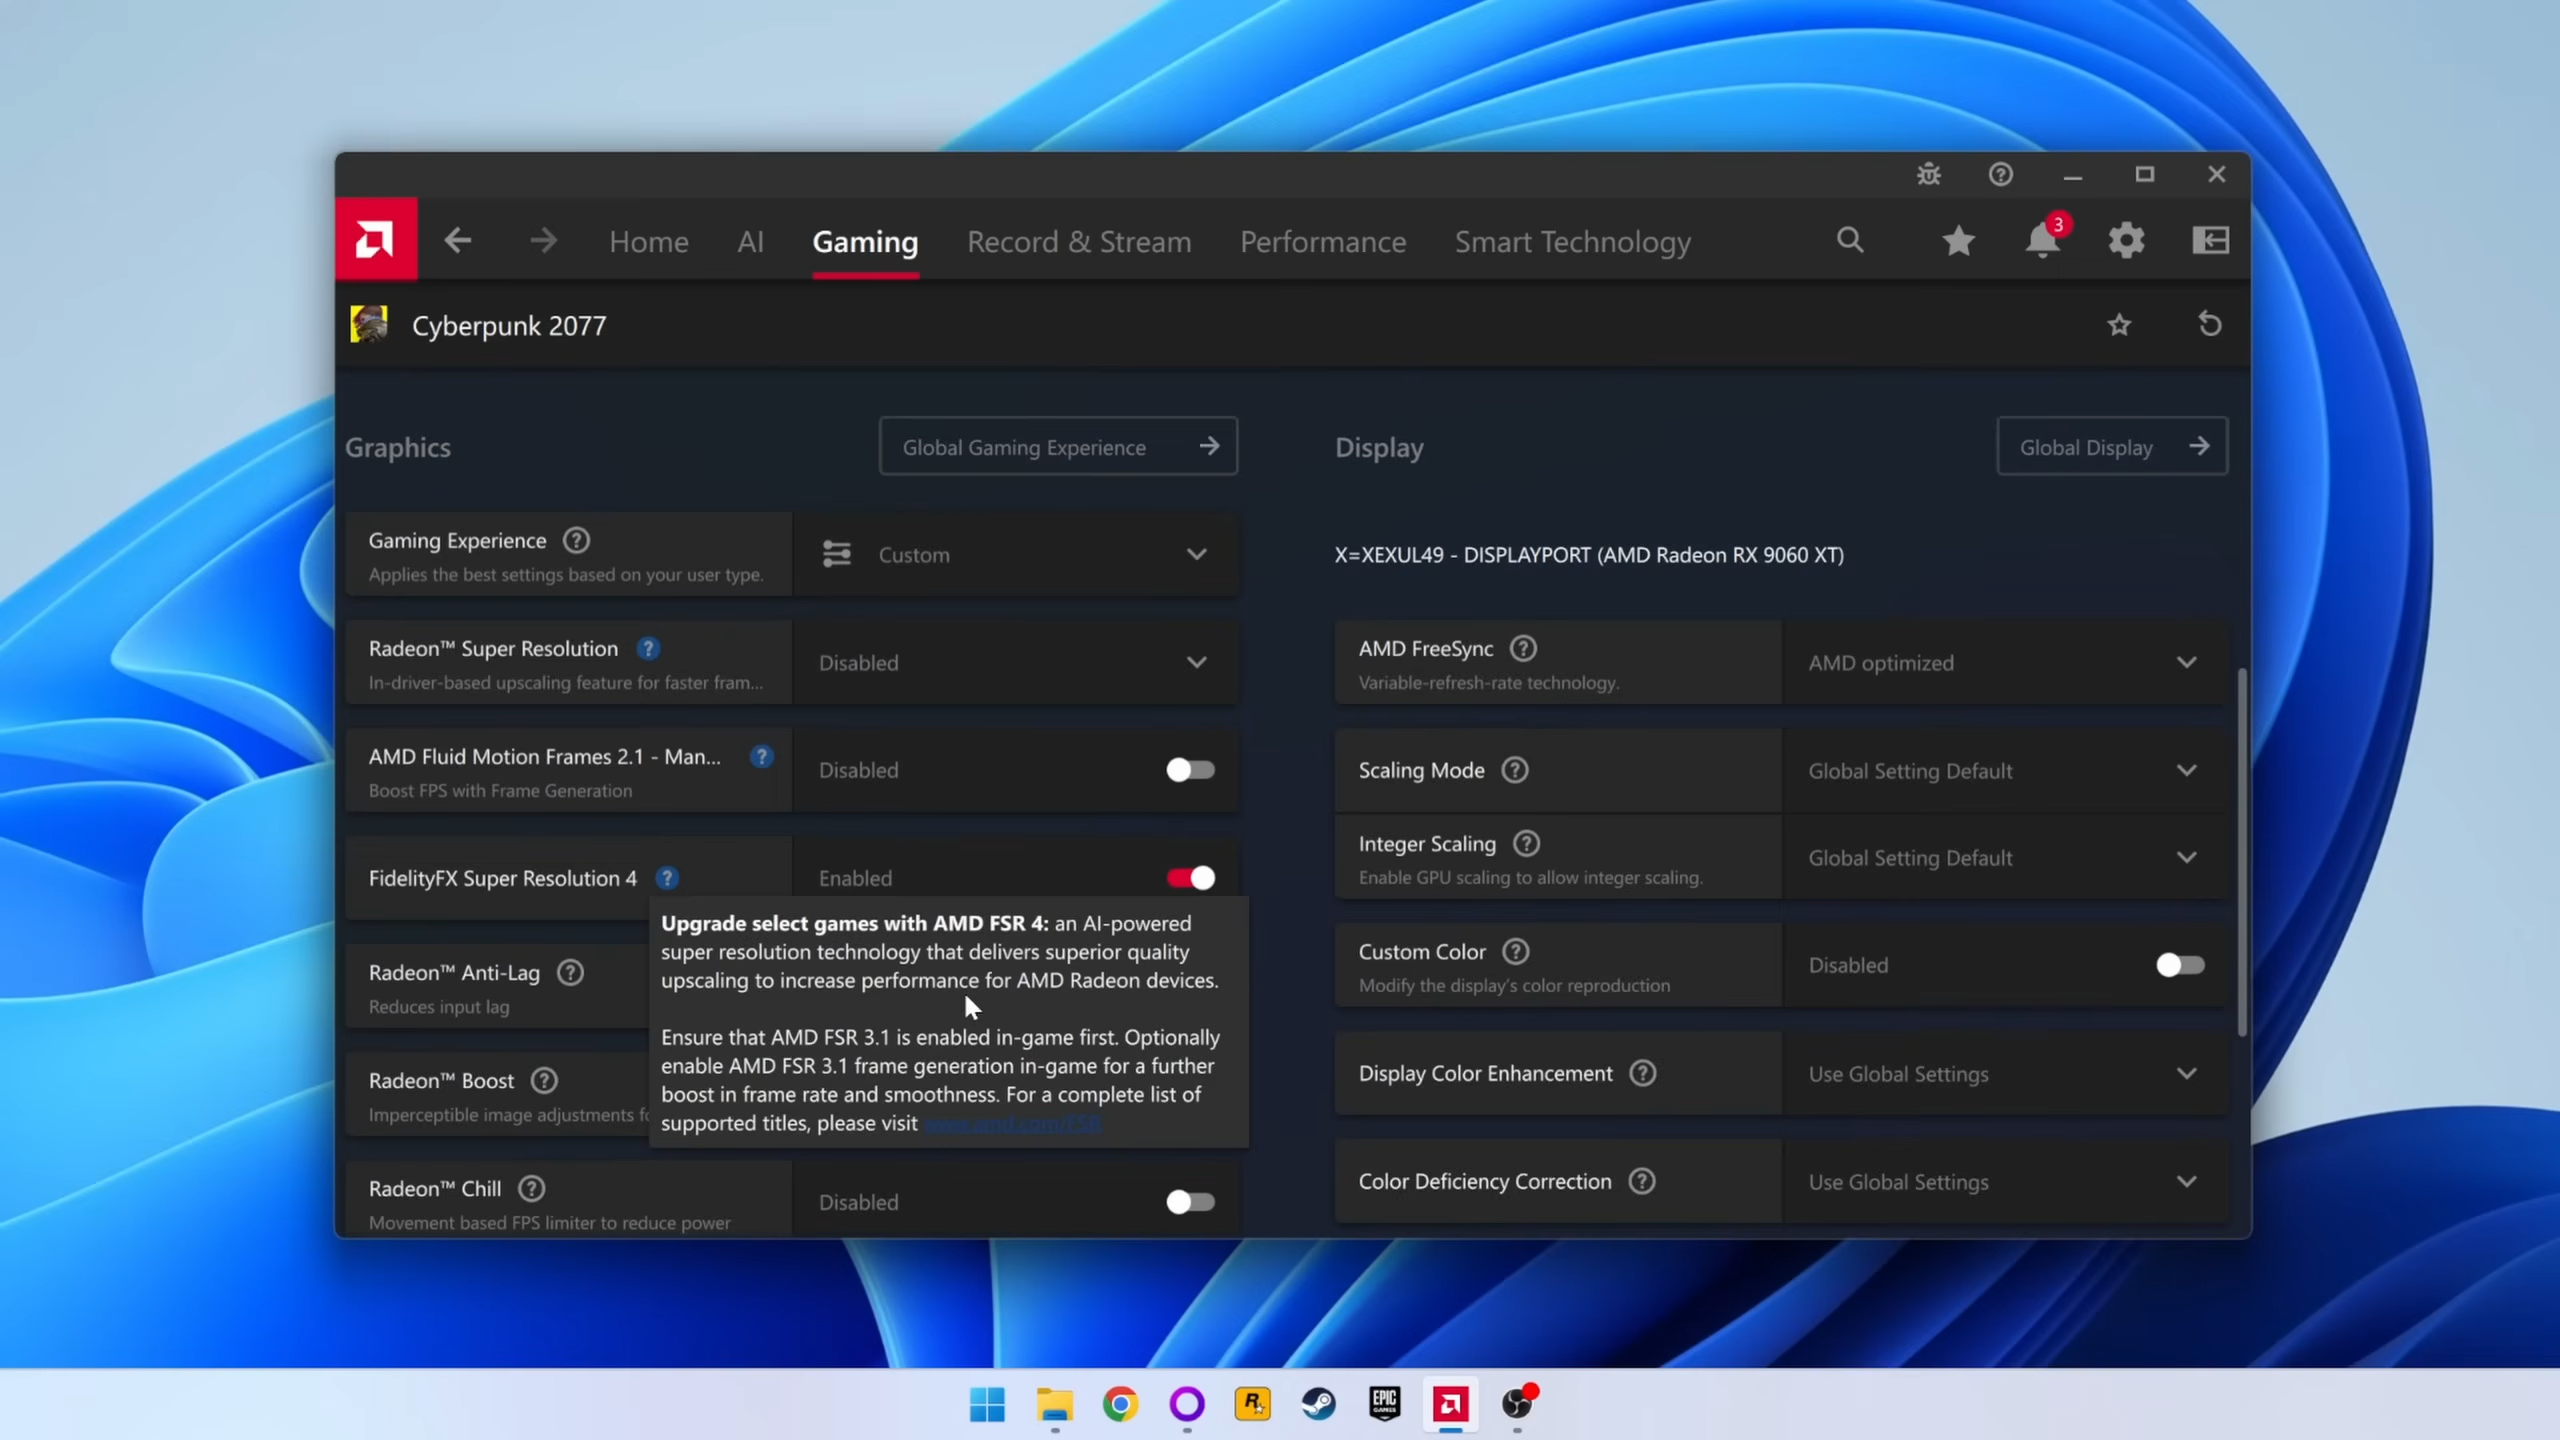 Home AI Gaming Record & Stream Performance Smart Technology
3
Cyberpunk 2077
Graphics
Global Gaming Experience
Gaming Experience
Applies the best settings based on your user type.
Custom
Radeon™ Super Resolution
In-driver-based upscaling feature for faster fram...
Disabled
AMD Fluid Motion Frames 2.1 - Man...
Boost FPS with Frame Generation
Disabled
FidelityFX Super Resolution 4
Enabled
Upgrade select games with AMD FSR 4: an AI-powered
super resolution technology that delivers superior quality
upscaling to increase performance for AMD Radeon devices.
Ensure that AMD FSR 3.1 is enabled in-game first. Optionally
enable AMD FSR 3.1 frame generation in-game for a further
boost in frame rate and smoothness. For a complete list of
supported titles, please visit www.amd.com/FSR
Radeon™ Anti-Lag
Reduces input lag
Radeon™ Boost
Imperceptible image adjustments fo
Radeon™ Chill
Movement based FPS limiter to reduce power
Disabled
Display
Global Display
X=XEXUL49 - DISPLAYPORT (AMD Radeon RX 9060 XT)
AMD FreeSync
Variable-refresh-rate technology.
AMD optimized
Scaling Mode
Global Setting Default
Integer Scaling
Enable GPU scaling to allow integer scaling.
Global Setting Default
Custom Color
Modify the display's color reproduction
Disabled
Display Color Enhancement
Use Global Settings
Color Deficiency Correction
Use Global Settings
R
EPIC
GAMES